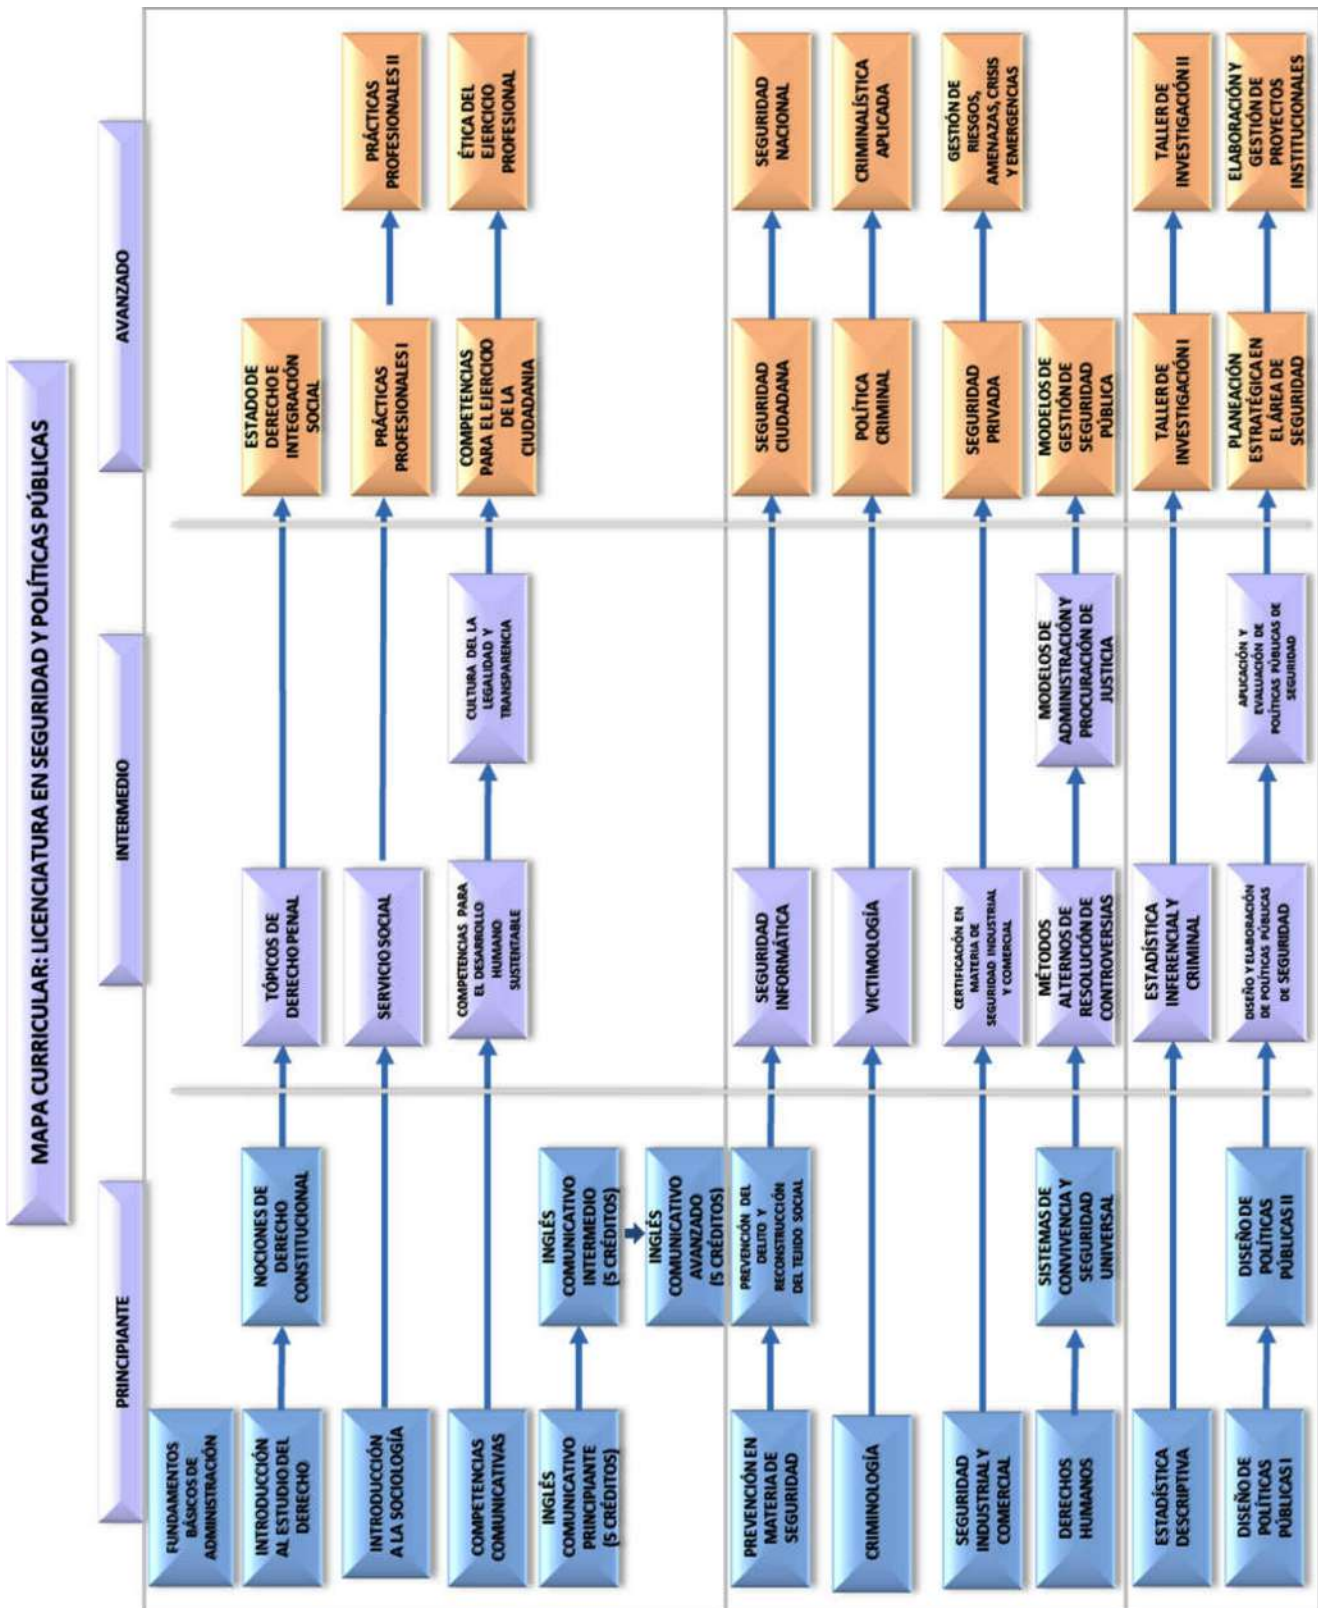 MAPA CURRICULAR: LICENCIATURA EN SEGURIDAD Y POLÍTICAS PÚBLICAS
PRINCIPIANTE
INTERMEDIO
AVANZADO
FUNDAMENTOS
BÁSICOS DE
ADMINISTRACIÓN
INTRODUCCIÓN
AL ESTUDIO DEL
DERECHO
NOCIONES DE
DERECHO
CONSTITUCIONAL
TÓPICOS DE
DERECHO PENAL
ESTADO DE
DERECHO E
INTEGRACIÓN
SOCIAL
INTRODUCCIÓN
A LA SOCIOLOGÍA
SERVICIO SOCIAL
PRÁCTICAS
PROFESIONALES I
PRÁCTICAS
PROFESIONALES II
COMPETENCIAS
COMUNICATIVAS
COMPETENCIAS PARA
EL DESARROLLO
HUMANO
SUSTENTABLE
CULTURA DEL LA
LEGALIDAD Y
TRANSPARENCIA
COMPETENCIAS
PARA EL EJERCICIO
DE LA
CIUDADANIA
ÉTICA DEL
EJERCICIO
PROFESIONAL
INGLÉS
COMUNICATIVO
PRINCIPIANTE
(5 CRÉDITOS)
INGLÉS
COMUNICATIVO
INTERMEDIO
(5 CRÉDITOS)
INGLÉS
COMUNICATIVO
AVANZADO
(5 CRÉDITOS)
PREVENCIÓN EN
MATERIA DE
SEGURIDAD
PREVENCIÓN DEL
DELITO Y
RECONSTRUCCIÓN
DEL TEJIDO SOCIAL
SEGURIDAD
INFORMÁTICA
SEGURIDAD
CIUDADANA
SEGURIDAD
NACIONAL
CRIMINOLOGÍA
VICTIMOLOGÍA
POLÍTICA
CRIMINAL
CRIMINALÍSTICA
APLICADA
SEGURIDAD
INDUSTRIAL Y
COMERCIAL
CERTIFICACIÓN EN
MATERIA DE
SEGURIDAD INDUSTRIAL
Y COMERCIAL
SEGURIDAD
PRIVADA
GESTIÓN DE
RIESGOS,
AMENAZAS, CRISIS
Y EMERGENCIAS
DERECHOS
HUMANOS
SISTEMAS DE
CONVIVENCIA Y
SEGURIDAD
UNIVERSAL
MÉTODOS
ALTERNOS DE
RESOLUCIÓN DE
CONTROVERSIAS
MODELOS DE
ADMINISTRACIÓN Y
PROCURACIÓN DE
JUSTICIA
MODELOS DE
GESTIÓN DE
SEGURIDAD
PÚBLICA
ESTADÍSTICA
DESCRIPTIVA
ESTADÍSTICA
INFERENCIAL Y
CRIMINAL
TALLER DE
INVESTIGACIÓN I
TALLER DE
INVESTIGACIÓN II
DISEÑO DE
POLÍTICAS
PÚBLICAS I
DISEÑO DE
POLÍTICAS
PÚBLICAS II
DISEÑO Y ELABORACIÓN
DE POLÍTICAS PÚBLICAS
DE SEGURIDAD
APLICACIÓN Y
EVALUACIÓN DE
POLÍTICAS PÚBLICAS DE
SEGURIDAD
PLANEACIÓN
ESTRATÉGICA EN
EL ÁREA DE
SEGURIDAD
ELABORACIÓN Y
GESTIÓN DE
PROYECTOS
INSTITUCIONALES